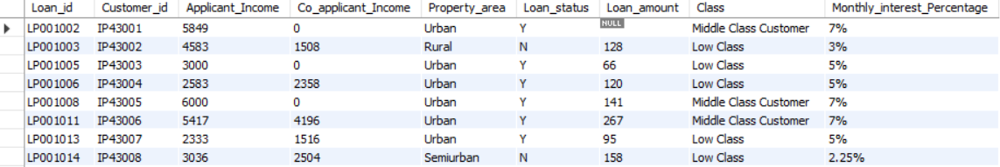 Loan_id Customer_id Applicant_Income Co_applicant_Income Property_area Loan_status Loan_amount Class Monthly_interest_Percentage
LP001002 IP43001 5849 0 Urban Y NULL Middle Class Customer 7%
LP001003 IP43002 4583 1508 Rural N 128 Low Class 3%
LP001005 IP43003 3000 0 Urban Y 66 Low Class 5%
LP001006 IP43004 2583 2358 Urban Y 120 Low Class 5%
LP001008 IP43005 6000 0 Urban Y 141 Middle Class Customer 7%
LP001011 IP43006 5417 4196 Urban Y 267 Middle Class Customer 7%
LP001013 IP43007 2333 1516 Urban Y 95 Low Class 5%
LP001014 IP43008 3036 2504 Semiurban N 158 Low Class 2.25%